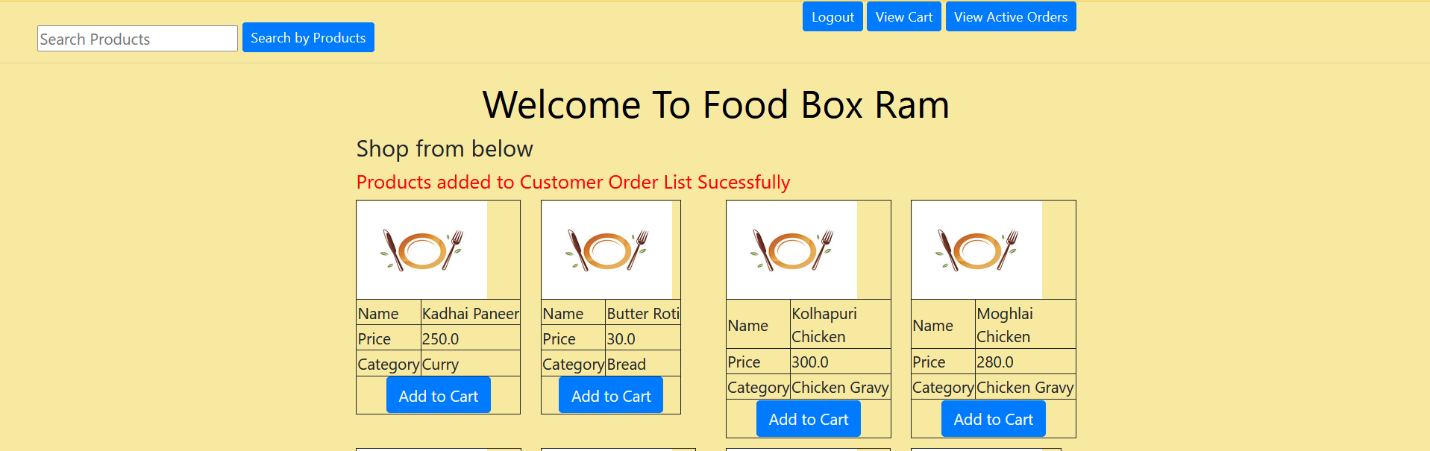 Logout View Cart View Active Orders
Search Products Search by Products
Welcome To Food Box Ram
Shop from below
Products added to Customer Order List Sucessfully
Name Kadhai Paneer
Price 250.0
Category Curry
Add to Cart
Name Butter Roti
Price 30.0
Category Bread
Add to Cart
Name Kolhapuri
Chicken
Price 300.0
Category Chicken Gravy
Add to Cart
Name Moghlai
Chicken
Price 280.0
Category Chicken Gravy
Add to Cart